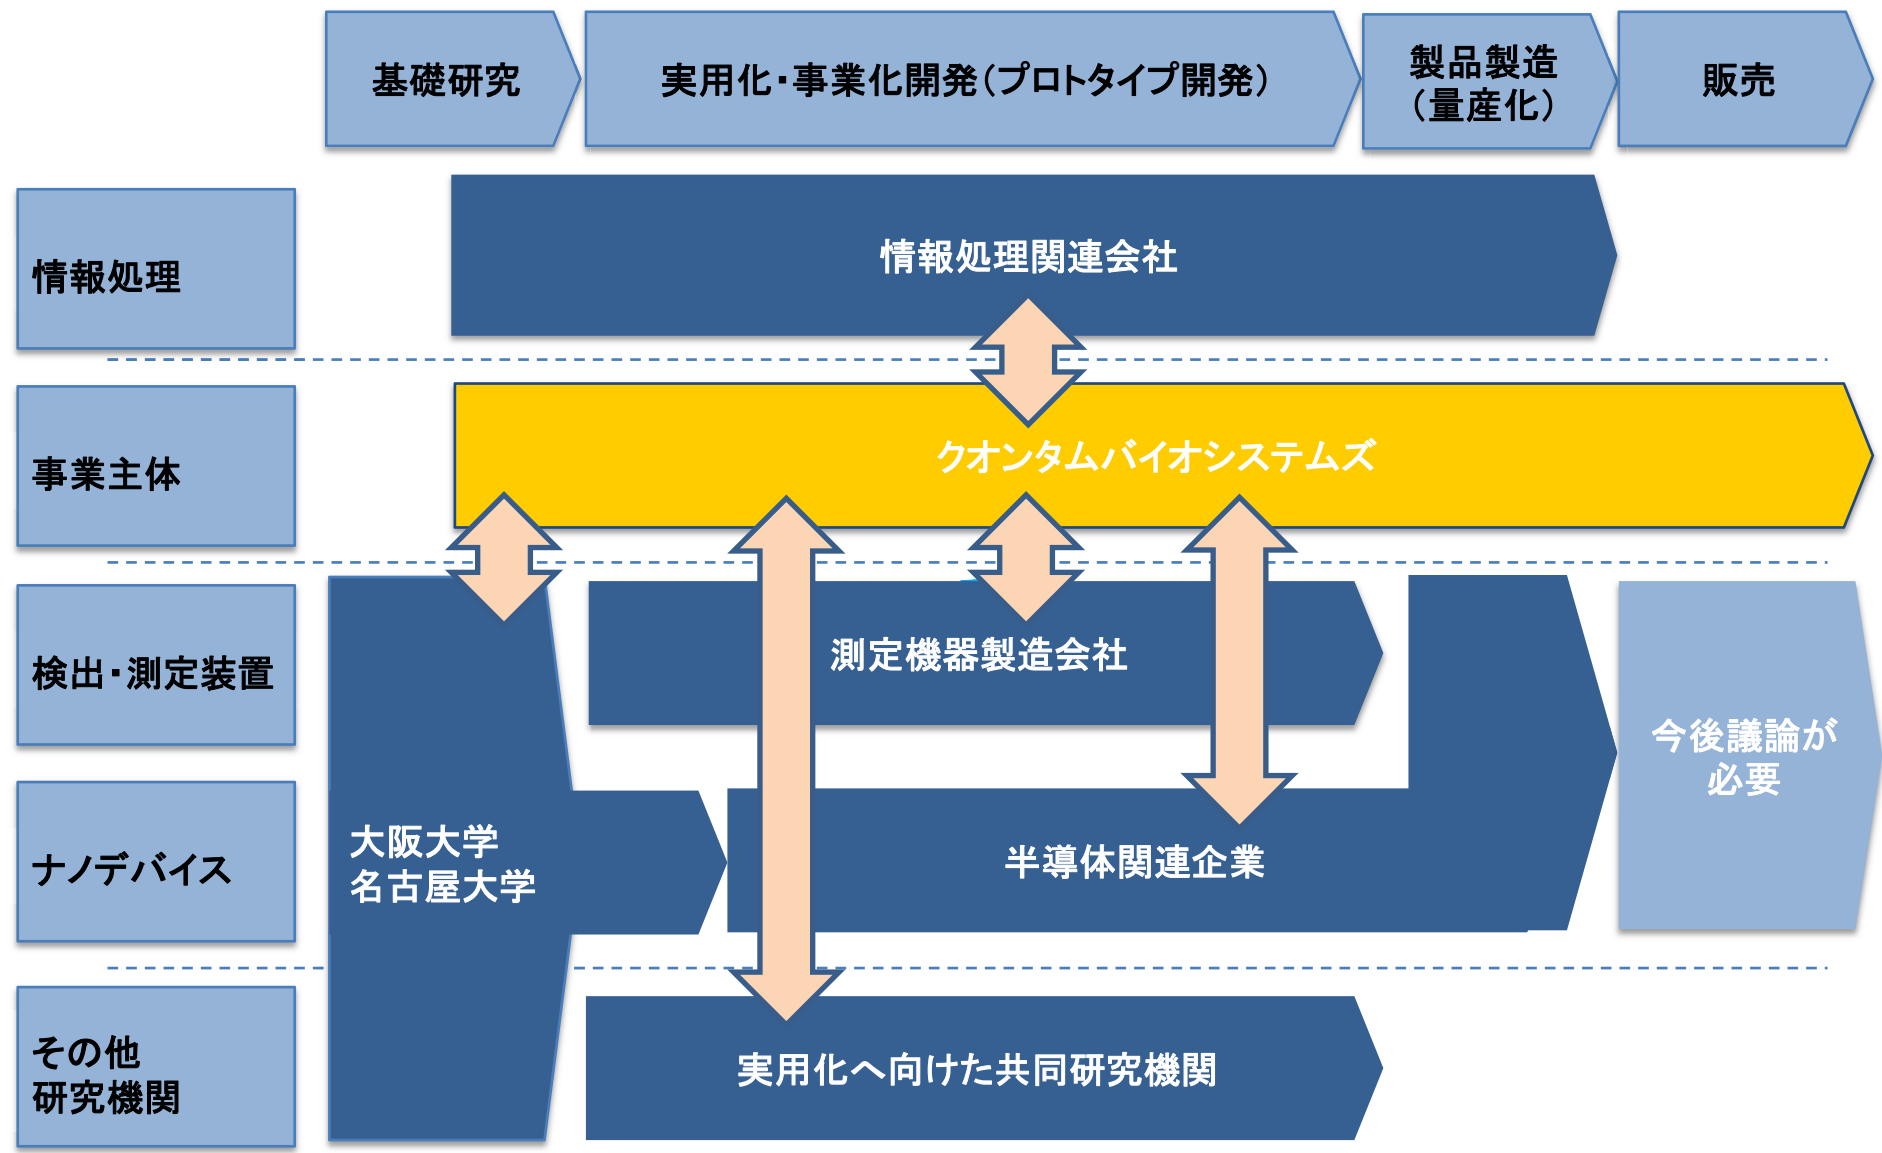 基礎研究
実用化・事業化開発（プロトタイプ開発）
製品製造
（量産化）
販売
情報処理
情報処理関連会社
事業主体
クオンタムバイオシステムズ
検出・測定装置
測定機器製造会社
今後議論が
必要
ナノデバイス
大阪大学
名古屋大学
半導体関連企業
その他
研究機関
実用化へ向けた共同研究機関